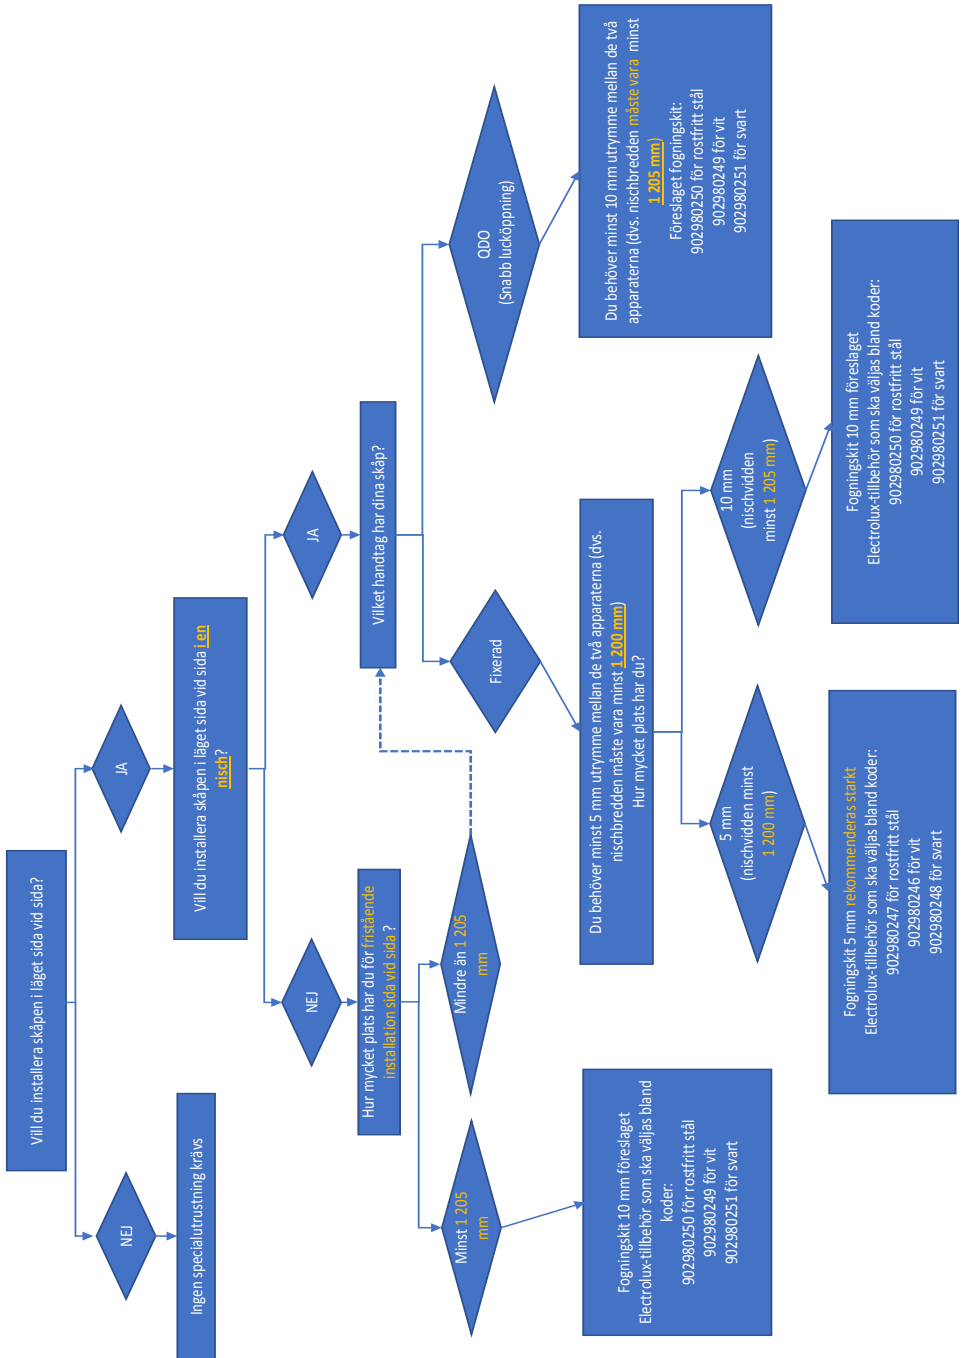 Vill du installera skåpen i läget sida vid sida?
NEJ
JA
Ingen specialutrustning krävs
Vill du installera skåpen i läget sida vid sida i en
nisch?
NEJ
JA
Hur mycket plats har du för fristående
installation sida vid sida ?
Vilket handtag har dina skåp?
Minst 1 205
mm
Mindre än 1 205
mm
Fixerad
QDO
(Snabb lucköppning)
Fogningskit 10 mm föreslaget
Electrolux-tillbehör som ska väljas bland
koder:
902980250 för rostfritt stål
902980249 för vit
902980251 för svart
Du behöver minst 5 mm utrymme mellan de två apparaterna (dvs.
nischbredden måste vara minst 1 200 mm)
Hur mycket plats har du?
Du behöver minst 10 mm utrymme mellan de två
apparaterna (dvs. nischbredden måste vara minst
1 205 mm)
Föreslaget fogningskit:
902980250 för rostfritt stål
902980249 för vit
902980251 för svart
5 mm
(nischvidden minst
1 200 mm)
10 mm
(nischvidden
minst 1 205 mm)
Fogningskit 5 mm rekommenderas starkt
Electrolux-tillbehör som ska väljas bland koder:
902980247 för rostfritt stål
902980246 för vit
902980248 för svart
Fogningskit 10 mm föreslaget
Electrolux-tillbehör som ska väljas bland koder:
902980250 för rostfritt stål
902980249 för vit
902980251 för svart